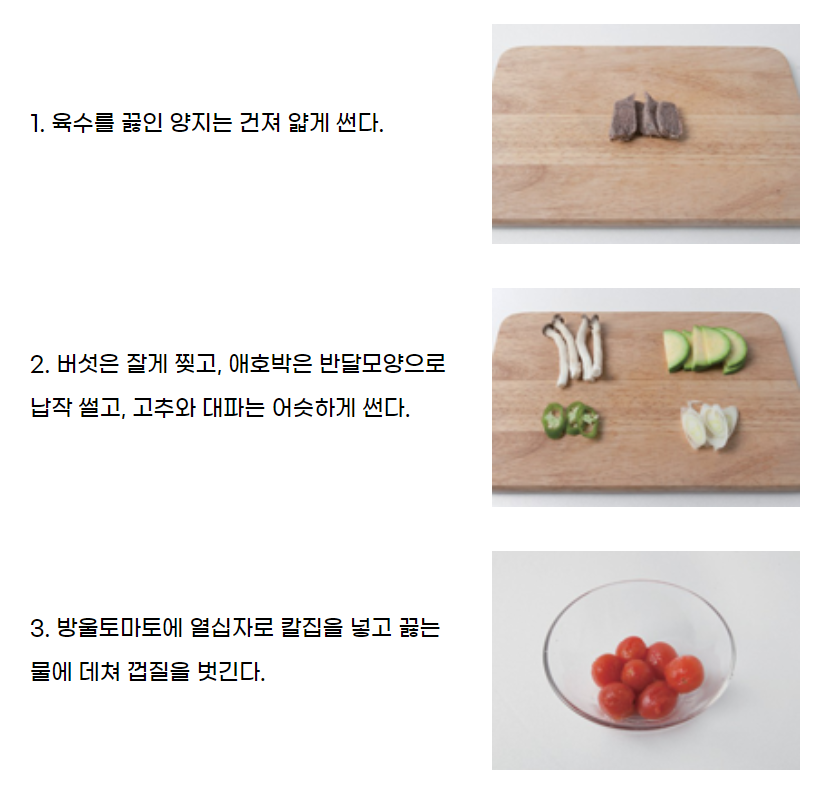 1. 육수를 끓인 양지는 건져 얇게 썬다.
2. 버섯은 잘게 찢고, 애호박은 반달모양으로
납작 썰고, 고추와 대파는 어슷하게 썬다.
3. 방울토마토에 열십자로 칼집을 넣고 끓는
물에 데쳐 껍질을 벗긴다.